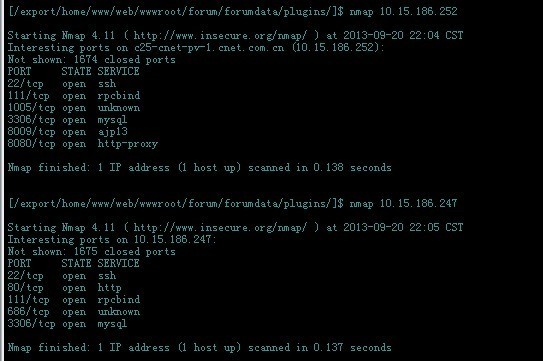 [/export/home/www/web/wwwroot/forum/forumdata/plugins/]$ nmap 10.15.186.252
Starting Nmap 4.11 ( http://www.insecure.org/nmap/ ) at 2013-09-20 22:04 CST
Interesting ports on c25-cnet-pv-1.cnet.com.cn (10.15.186.252):
Not shown: 1674 closed ports
PORT     STATE SERVICE
22/tcp   open  ssh
111/tcp  open  rpcbind
1005/tcp open  unknown
3306/tcp open  mysql
8009/tcp open  ajp13
8080/tcp open  http-proxy
Nmap finished: 1 IP address (1 host up) scanned in 0.138 seconds
[/export/home/www/web/wwwroot/forum/forumdata/plugins/]$ nmap 10.15.186.247
Starting Nmap 4.11 ( http://www.insecure.org/nmap/ ) at 2013-09-20 22:05 CST
Interesting ports on 10.15.186.247:
Not shown: 1675 closed ports
PORT     STATE SERVICE
22/tcp   open  ssh
80/tcp   open  http
111/tcp  open  rpcbind
686/tcp  open  unknown
3306/tcp open  mysql
Nmap finished: 1 IP address (1 host up) scanned in 0.137 seconds